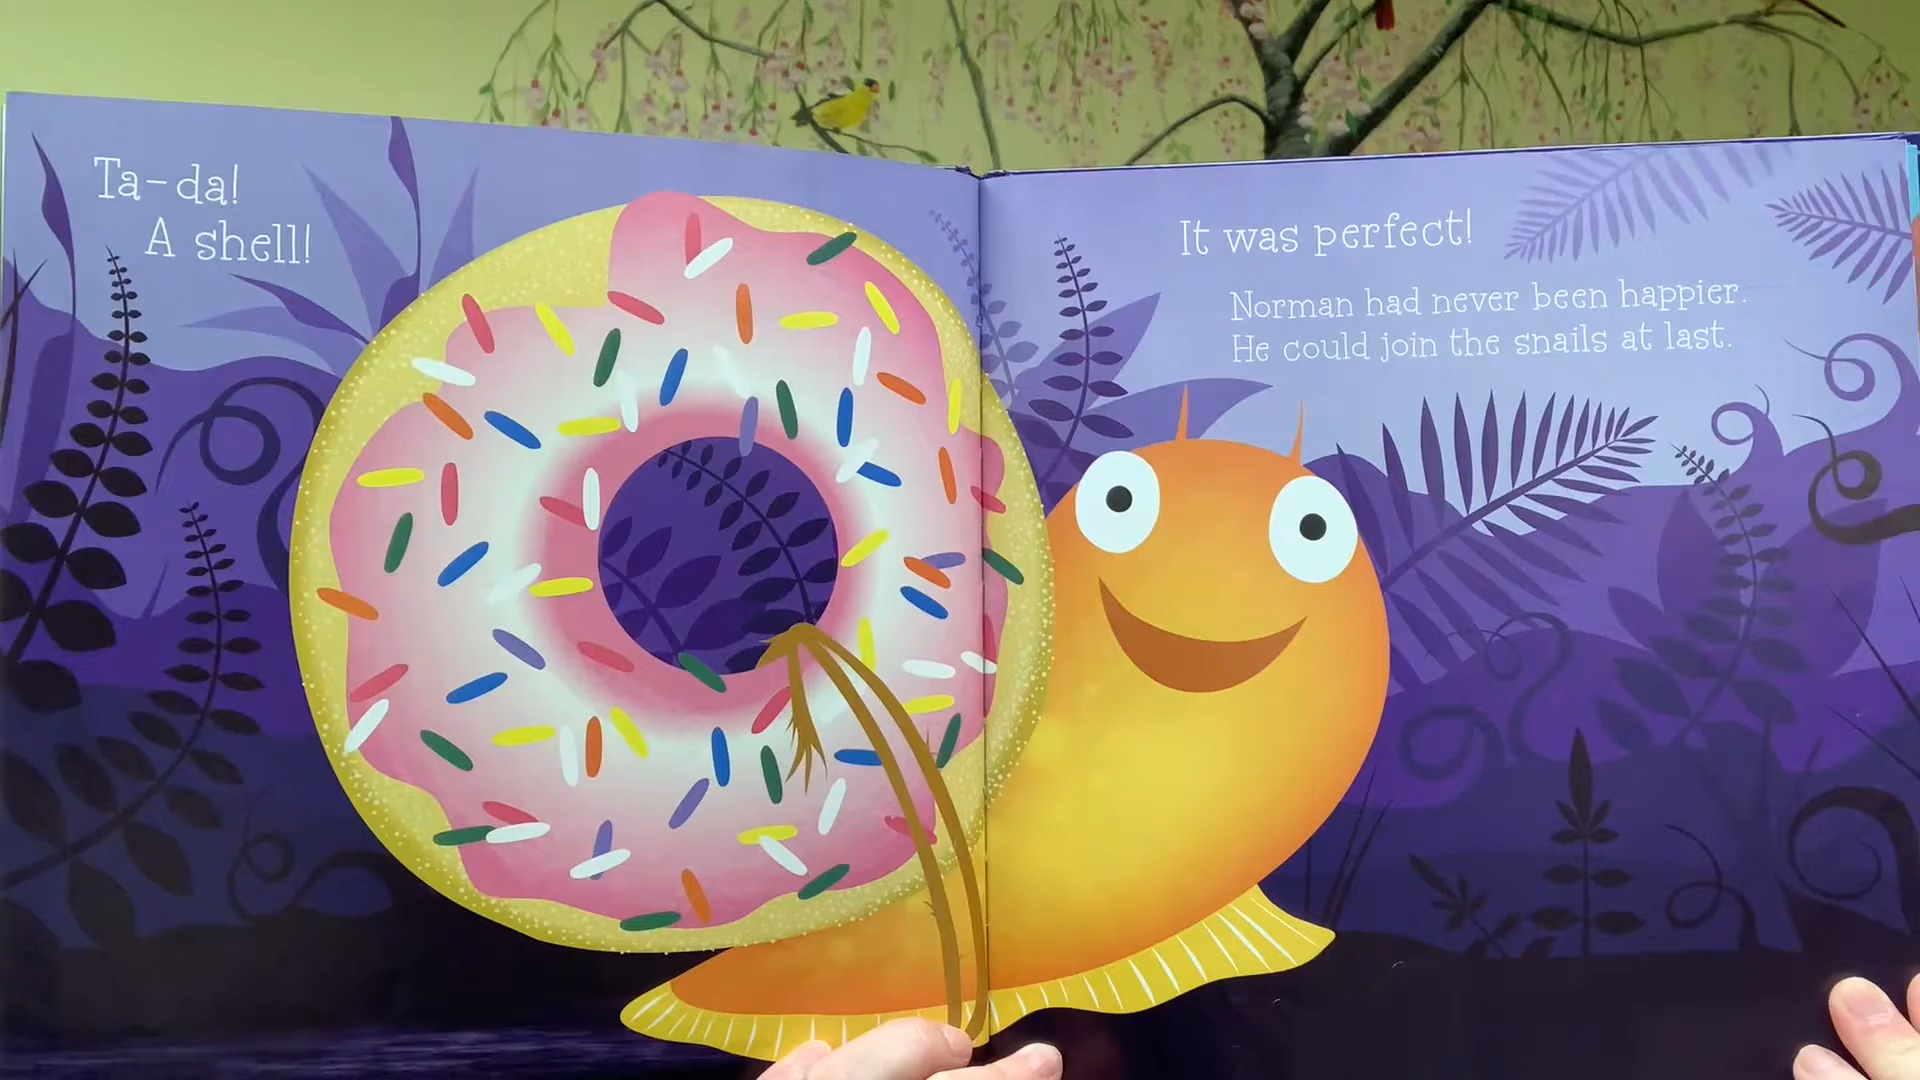 Ta-da!
A shell!
It was perfect!
Norman had never been happier.
He could join the snails at last.